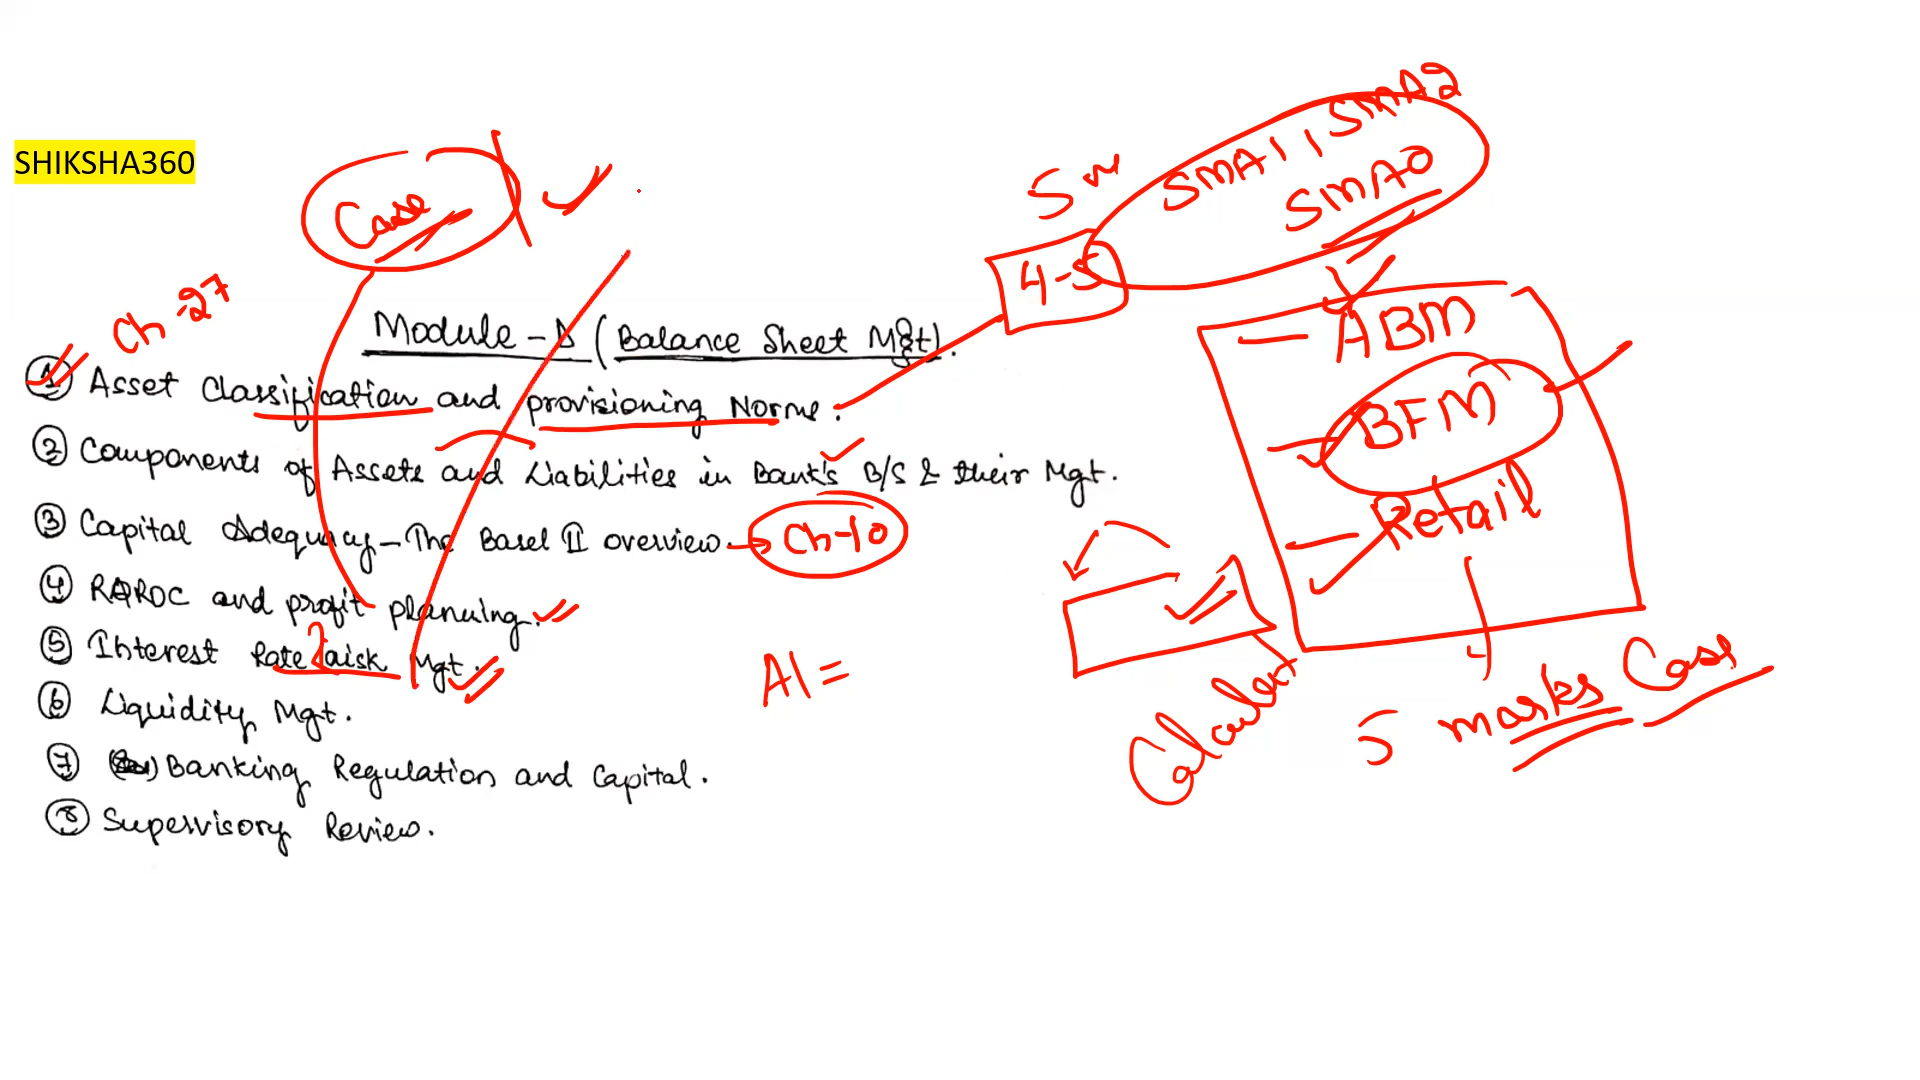 SHIKSHA360
Case
Ch-27
Module - D (Balance Sheet Mgt).
① Asset Classification and provisioning Norms.
② Components of Assets and Liabilities in Bank's B/S & their Mgt.
③ Capital Adequacy - The Basel II overview. → Ch-10
④ RAROC and profit planning.
⑤ Interest Rate Risk Mgt.
⑥ Liquidity Mgt.
⑦ Banking Regulation and Capital.
⑧ Supervisory Review.
A1 =
5 m
4-5
SMA1, SMA2
SMA0
- ABM
- BFM
- Retail
5 marks Case